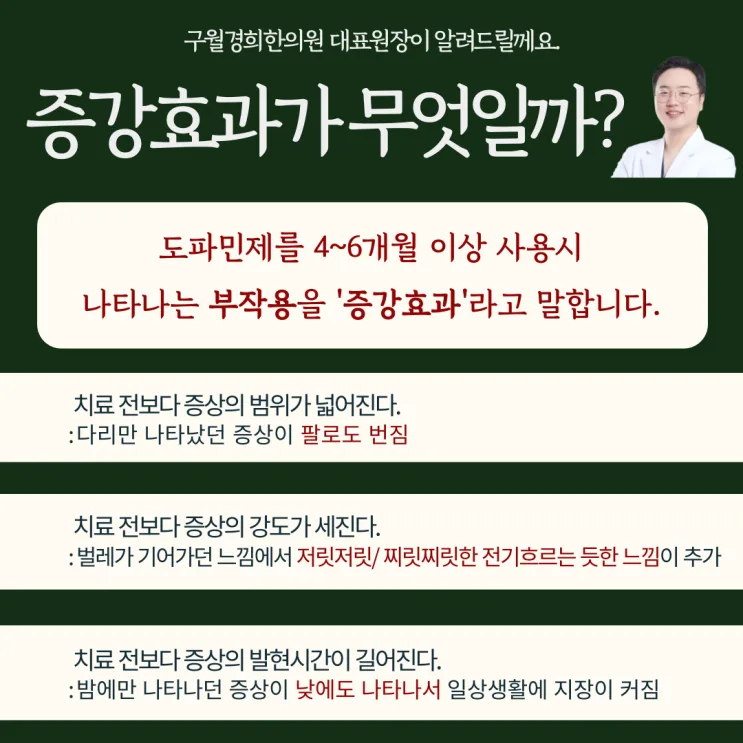 구월경희한의원 대표원장이 알려드릴께요.
증강효과가 무엇일까?
도파민제를 4~6개월 이상 사용시
나타나는 부작용을 '증강효과'라고 말합니다.
치료 전보다 증상의 범위가 넓어진다.
: 다리만 나타났던 증상이 팔로도 번짐
치료 전보다 증상의 강도가 세진다.
: 벌레가 기어가던 느낌에서 저릿저릿/ 찌릿찌릿한 전기흐르는 듯한 느낌이 추가
치료 전보다 증상의 발현시간이 길어진다.
: 밤에만 나타나던 증상이 낮에도 나타나서 일상생활에 지장이 커짐